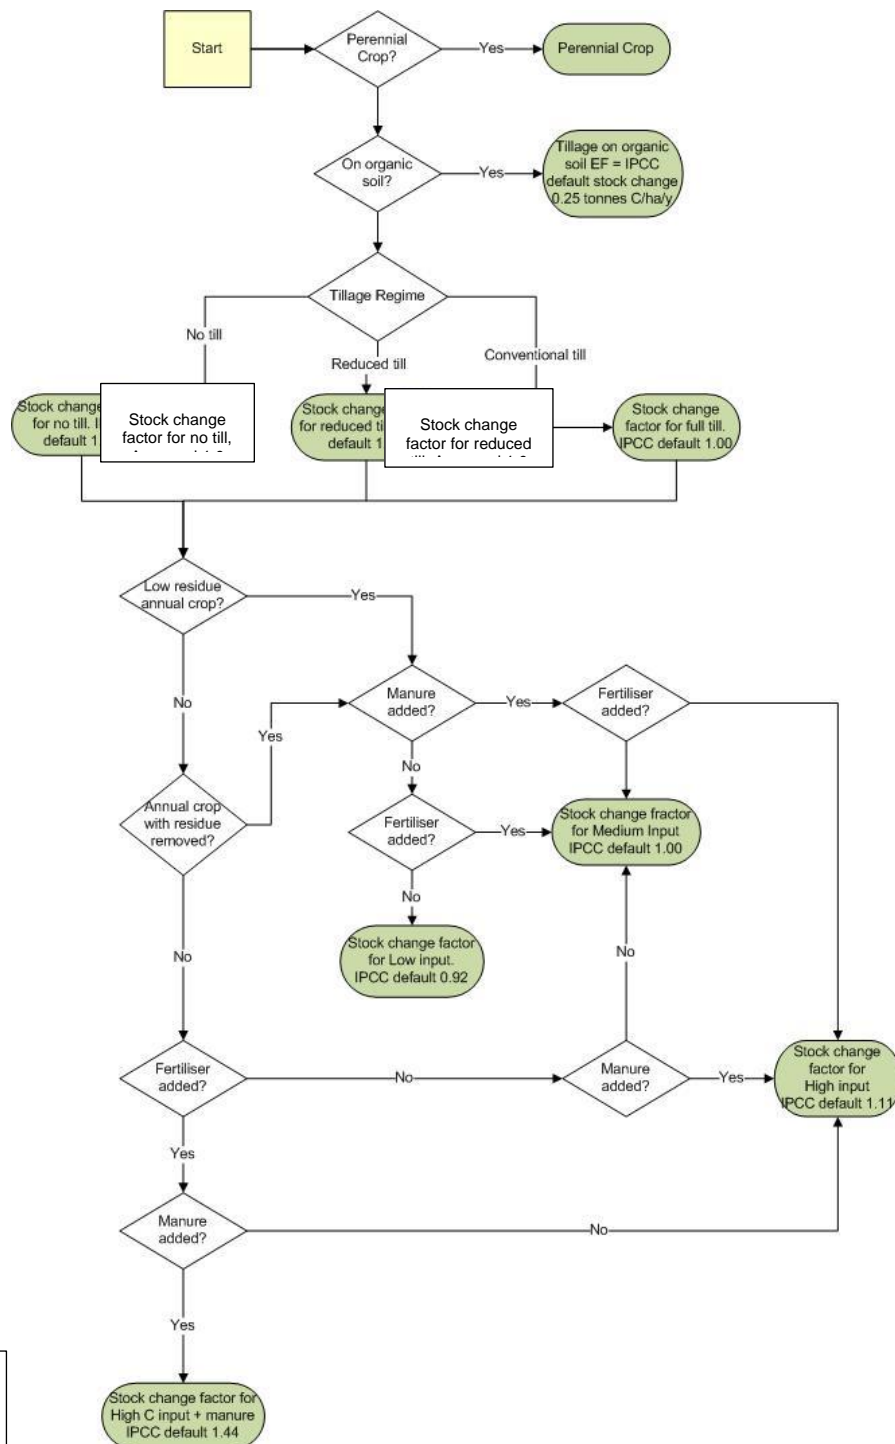 Start
Perennial
Crop?
Yes
Perennial Crop
On organic
soil?
Yes
Tillage on organic
soil EF = IPCC
default stock change
0.25 tonnes C/ha/y
Tillage Regime
No till
Reduced till
Conventional till
Stock change
for no till.
default 1
Stock change
factor for no till,
Stock change
for reduced
default 1
Stock change
factor for reduced
Stock change
factor for full till.
IPCC default 1.00
Low residue
annual crop?
Yes
No
Manure
added?
Yes
Fertiliser
added?
Yes
No
Annual crop
with residue
removed?
Fertiliser
added?
Yes
Stock change fractor
for Medium Input
IPCC default 1.00
No
Stock change factor
for Low input.
IPCC default 0.92
No
No
Fertiliser
added?
No
Manure
added?
Yes
Stock change
factor for
High input
IPCC default 1.11
Yes
Manure
added?
No
Yes
Stock change factor for
High C input + manure
IPCC default 1.44